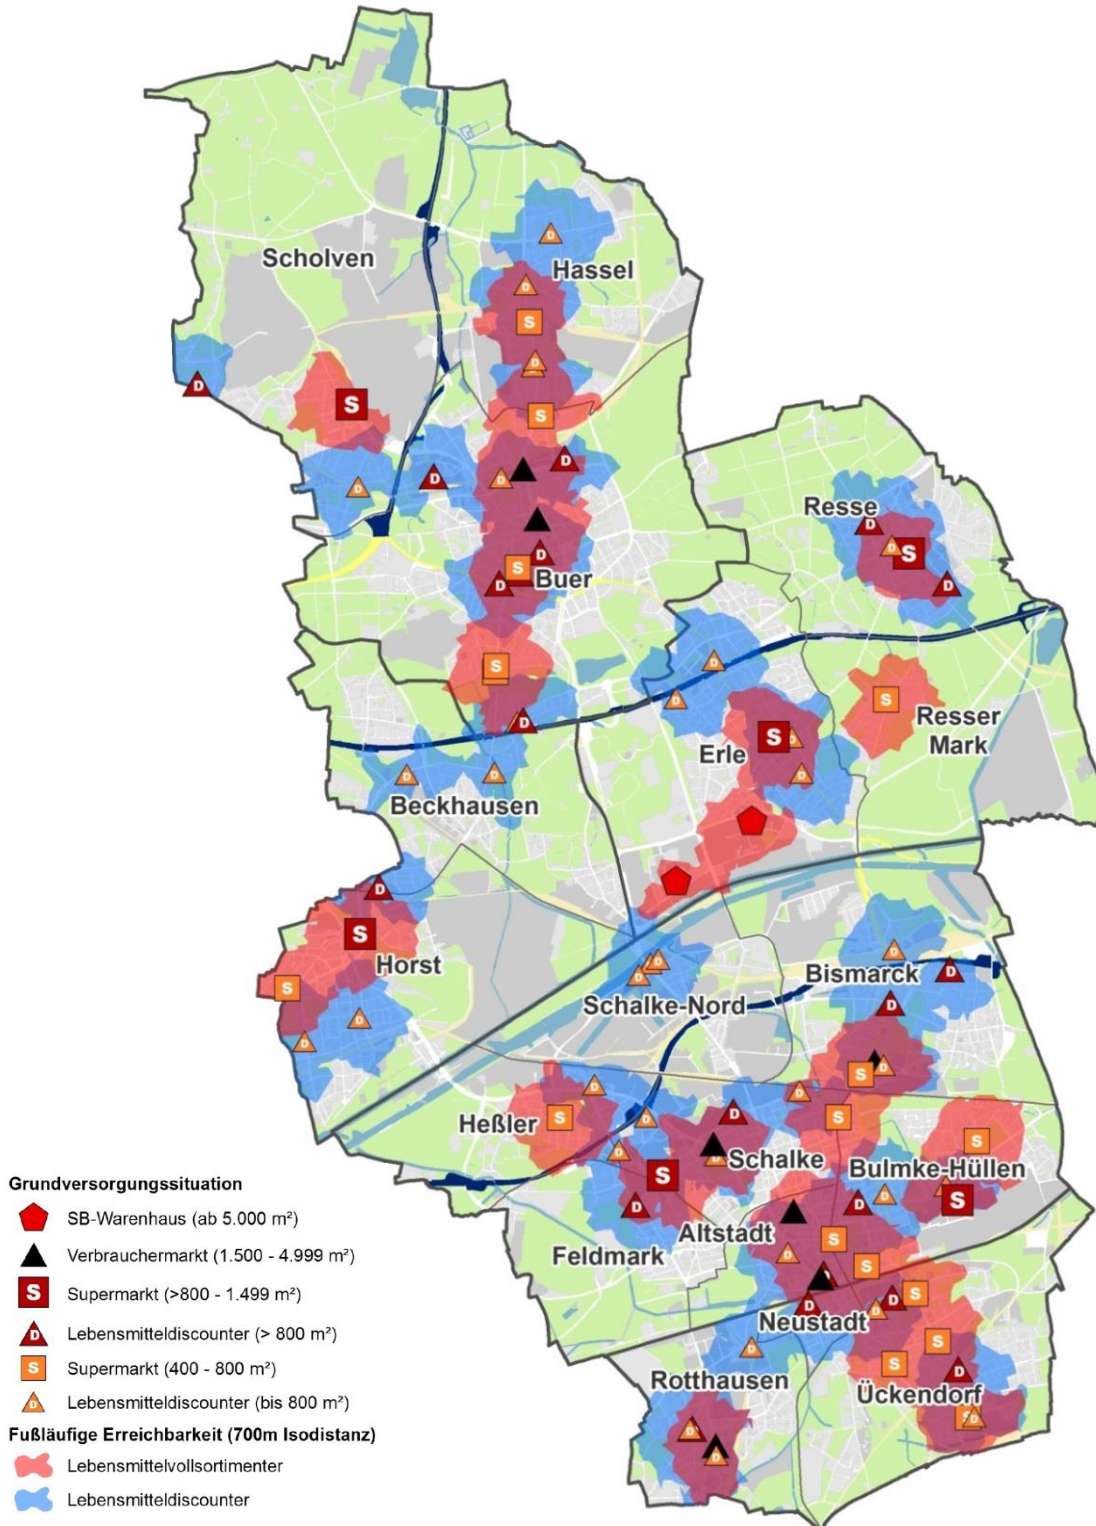 Scholven
Hassel
Resse
Buer
Resser
Mark
Erle
Beckhausen
Horst
Bismarck
Schalke-Nord
Heßler
Schalke
Bulmke-Hüllen
Altstadt
Feldmark
Neustadt
Rotthausen
Ückendorf
Grundversorgungssituation
SB-Warenhaus (ab 5.000 m²)
Verbrauchermarkt (1.500 - 4.999 m²)
S Supermarkt (>800 - 1.499 m²)
D Lebensmitteldiscounter (> 800 m²)
S Supermarkt (400 - 800 m²)
D Lebensmitteldiscounter (bis 800 m²)
Fußläufige Erreichbarkeit (700m Isodistanz)
Lebensmittelvollsortimenter
Lebensmitteldiscounter